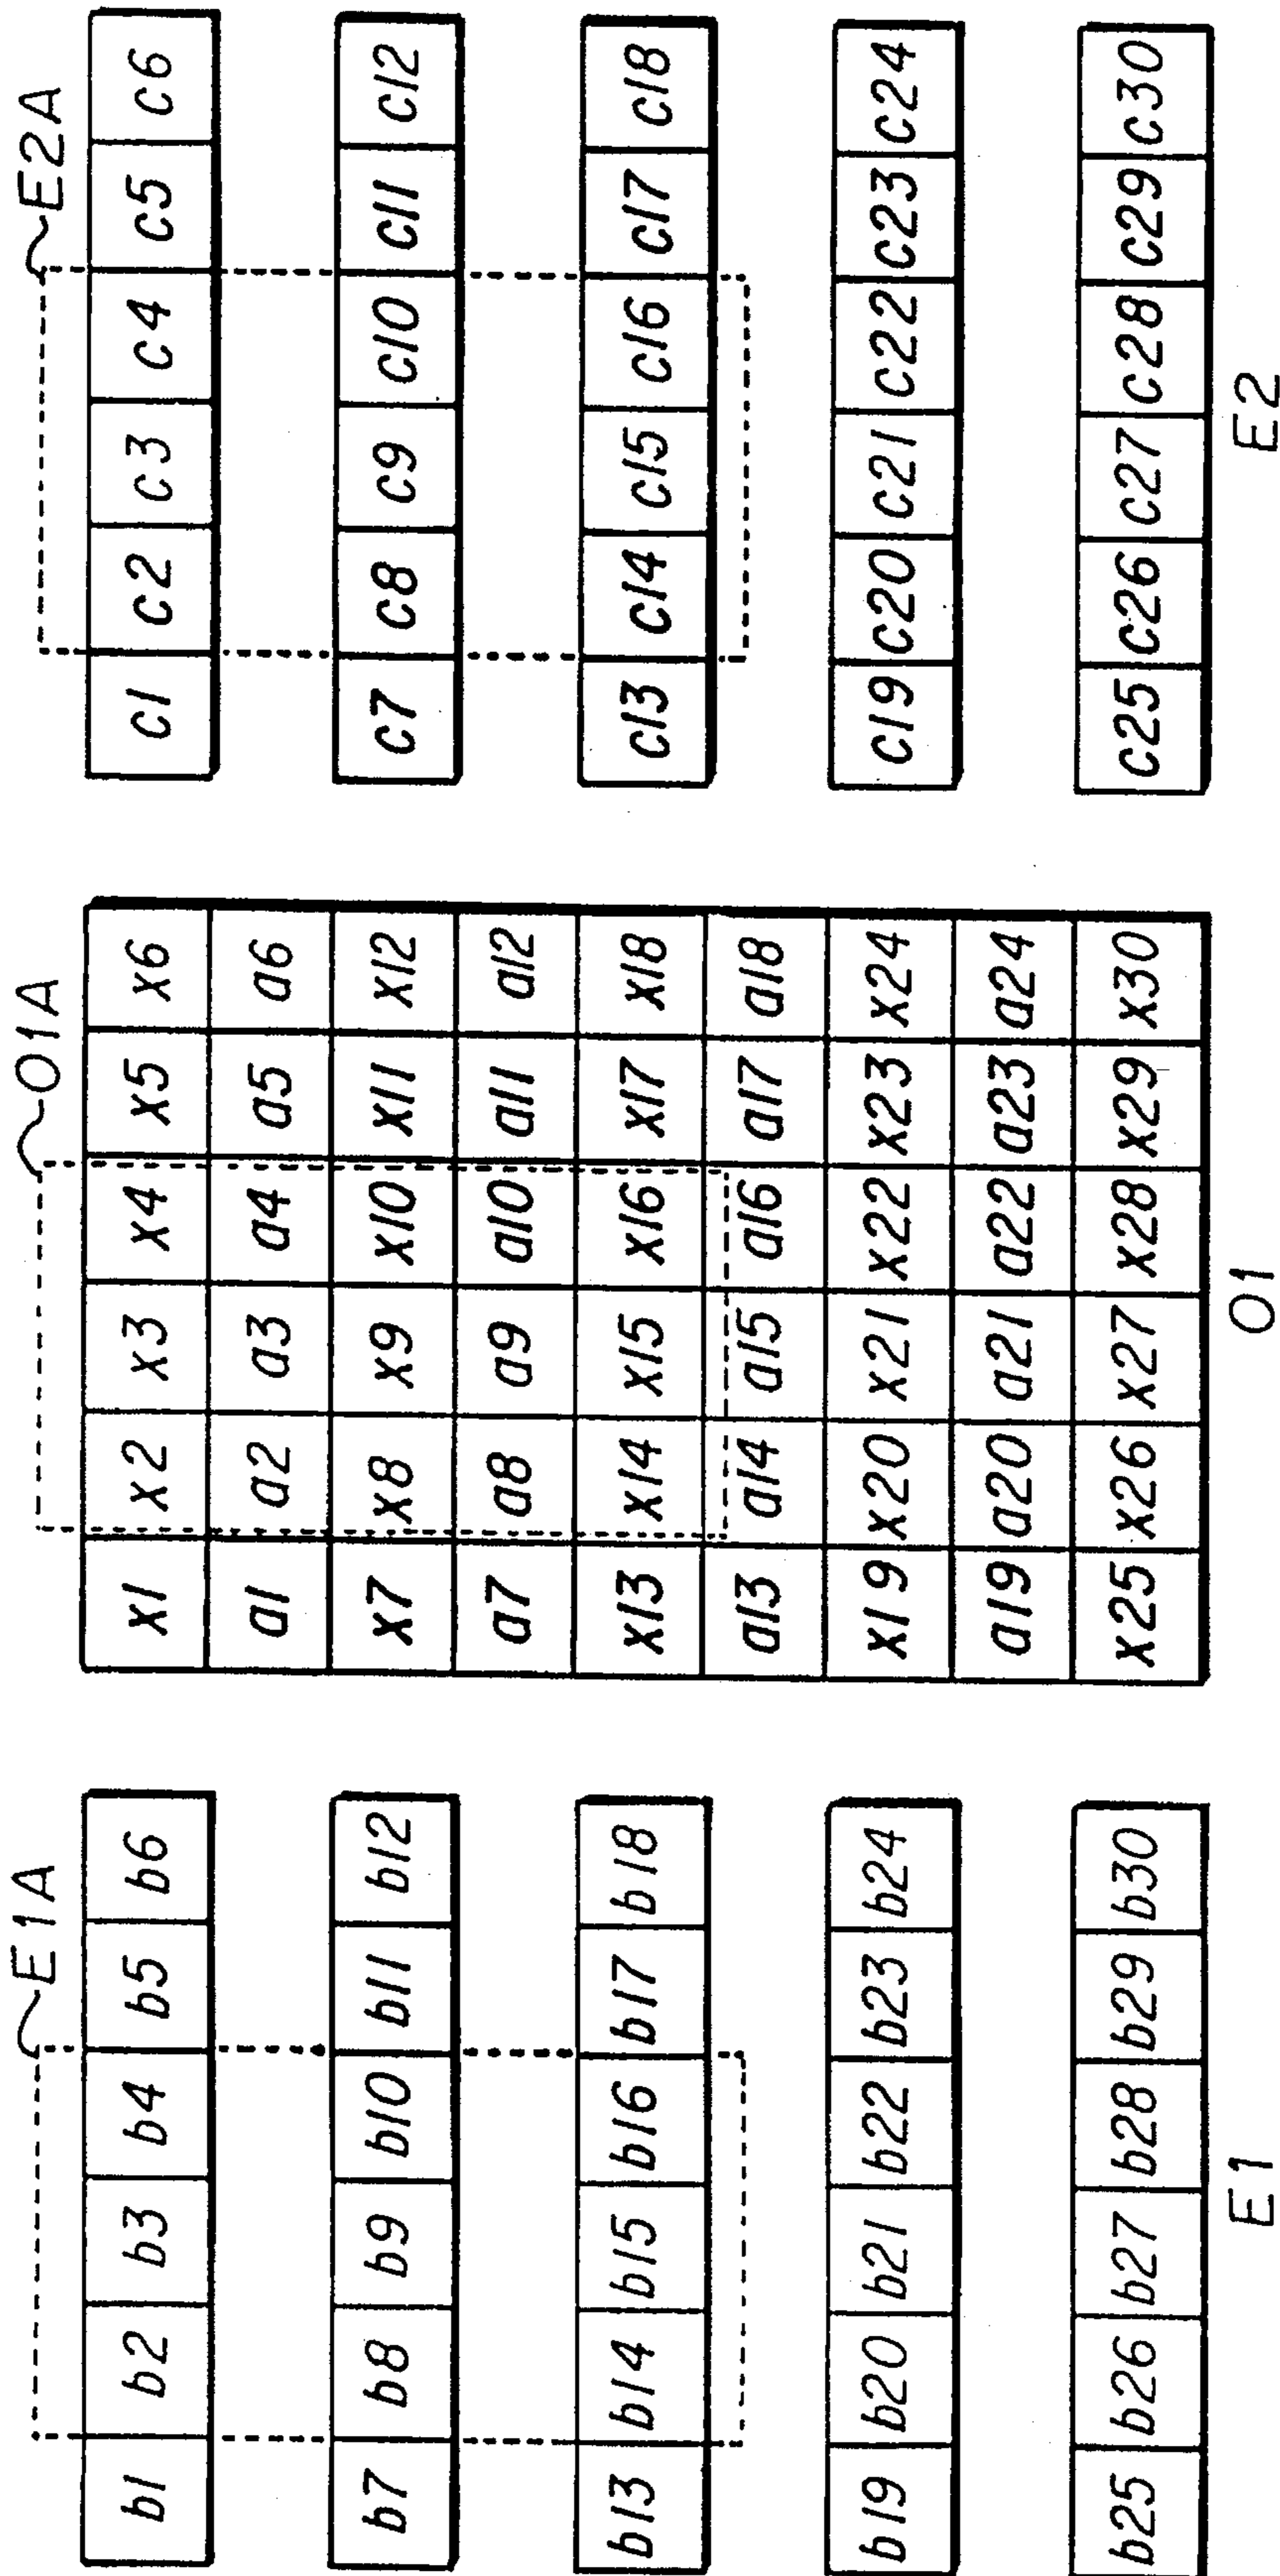 E1A
b1 b2 b3 b4 b5 b6
b7 b8 b9 b10 b11 b12
b13 b14 b15 b16 b17 b18
b19 b20 b21 b22 b23 b24
b25 b26 b27 b28 b29 b30
E1
O1A
x1 x2 x3 x4 x5 x6
a1 a2 a3 a4 a5 a6
x7 x8 x9 x10 x11 x12
a7 a8 a9 a10 a11 a12
x13 x14 x15 x16 x17 x18
a13 a14 a15 a16 a17 a18
x19 x20 x21 x22 x23 x24
a19 a20 a21 a22 a23 a24
x25 x26 x27 x28 x29 x30
O1
E2A
c1 c2 c3 c4 c5 c6
c7 c8 c9 c10 c11 c12
c13 c14 c15 c16 c17 c18
c19 c20 c21 c22 c23 c24
c25 c26 c27 c28 c29 c30
E2